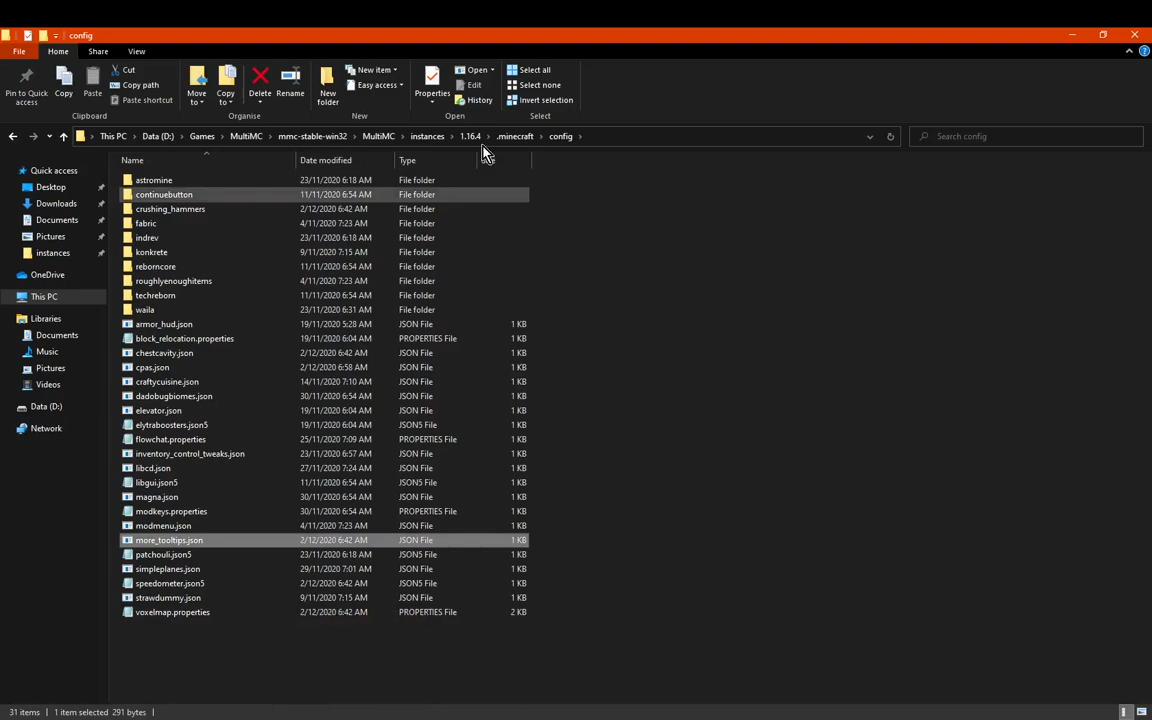 config
File Home Share View
Pin to Quick access
Copy
Paste
Cut
Copy path
Paste shortcut
Clipboard
Move to
Copy to
Delete
Rename
Organise
New folder
New item
Easy access
New
Properties
Open
Edit
History
Open
Select all
Select none
Invert selection
Select
This PC > Data (D:) > Games > MultiMC > mmc-stable-win32 > MultiMC > instances > 1.16.4 > .minecraft > config >
Search config
Quick access
Desktop
Downloads
Documents
Pictures
instances
OneDrive
This PC
Libraries
Documents
Music
Pictures
Videos
Data (D:)
Network
Name Date modified Type
astromine 23/11/2020 6:18 AM File folder
continuebutton 11/11/2020 6:54 AM File folder
crushing_hammers 2/12/2020 6:42 AM File folder
fabric 4/11/2020 7:23 AM File folder
indrev 23/11/2020 6:18 AM File folder
konkrete 9/11/2020 7:15 AM File folder
reborncore 11/11/2020 6:54 AM File folder
roughlyenoughitems 4/11/2020 7:23 AM File folder
techreborn 11/11/2020 6:54 AM File folder
waila 23/11/2020 6:31 AM File folder
armor_hud.json 19/11/2020 5:28 AM JSON File 1 KB
block_relocation.properties 19/11/2020 6:04 AM PROPERTIES File 1 KB
chestcavity.json 2/12/2020 6:42 AM JSON File 1 KB
cpas.json 2/12/2020 6:58 AM JSON File 1 KB
craftycuisine.json 14/11/2020 7:10 AM JSON File 1 KB
dadobugbiomes.json 30/11/2020 6:54 AM JSON File 1 KB
elevator.json 19/11/2020 6:04 AM JSON File 1 KB
elytraboosters.json5 19/11/2020 6:04 AM JSON5 File 1 KB
flowchat.properties 25/11/2020 7:09 AM PROPERTIES File 1 KB
inventory_control_tweaks.json 23/11/2020 6:57 AM JSON File 1 KB
libcd.json 27/11/2020 7:24 AM JSON File 1 KB
libgui.json5 11/11/2020 6:54 AM JSON5 File 1 KB
magna.json 30/11/2020 6:54 AM JSON File 1 KB
modkeys.properties 30/11/2020 6:54 AM PROPERTIES File 1 KB
modmenu.json 4/11/2020 7:23 AM JSON File 1 KB
more_tooltips.json 2/12/2020 6:42 AM JSON File 1 KB
patchouli.json5 23/11/2020 6:18 AM JSON5 File 1 KB
simpleplanes.json 29/11/2020 7:01 AM JSON File 1 KB
speedometer.json5 2/12/2020 6:42 AM JSON5 File 1 KB
strawdummy.json 9/11/2020 7:15 AM JSON File 1 KB
voxelmap.properties 2/12/2020 6:42 AM PROPERTIES File 2 KB
31 items 1 item selected 291 bytes